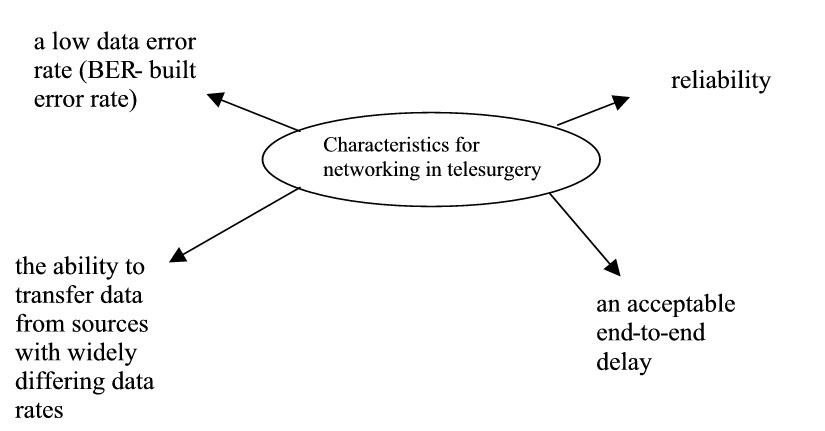 a low data error
rate (BER- built
error rate)
reliability
Characteristics for
networking in telesurgery
the ability to
transfer data
from sources
with widely
differing data
rates
an acceptable
end-to-end
delay